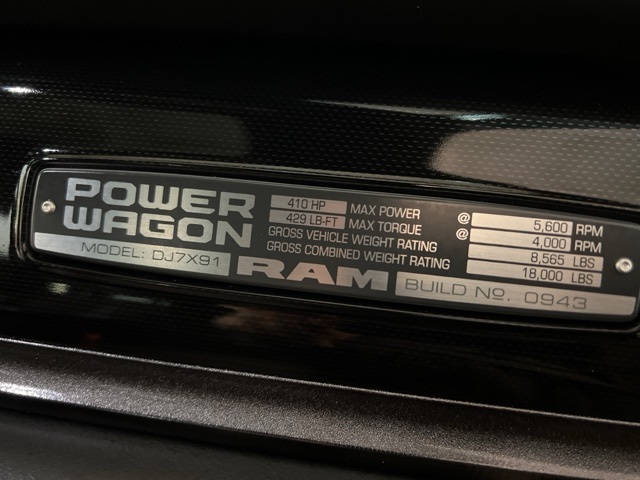 POWER WAGON
MODEL: DJ7X91
410 HP MAX POWER @ 5,600 RPM
429 LB-FT MAX TORQUE @ 4,000 RPM
GROSS VEHICLE WEIGHT RATING 8,565 LBS
GROSS COMBINED WEIGHT RATING 18,000 LBS
RAM
BUILD No. 0943